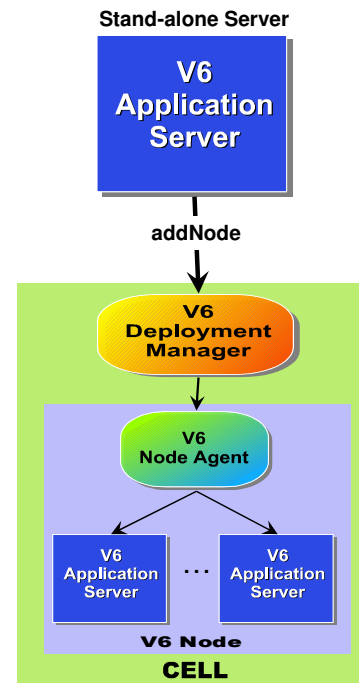 Stand-alone Server
V6
Application
Server
addNode
V6
Deployment
Manager
V6
Node Agent
V6
Application
Server
...
V6
Application
Server
V6 Node
CELL